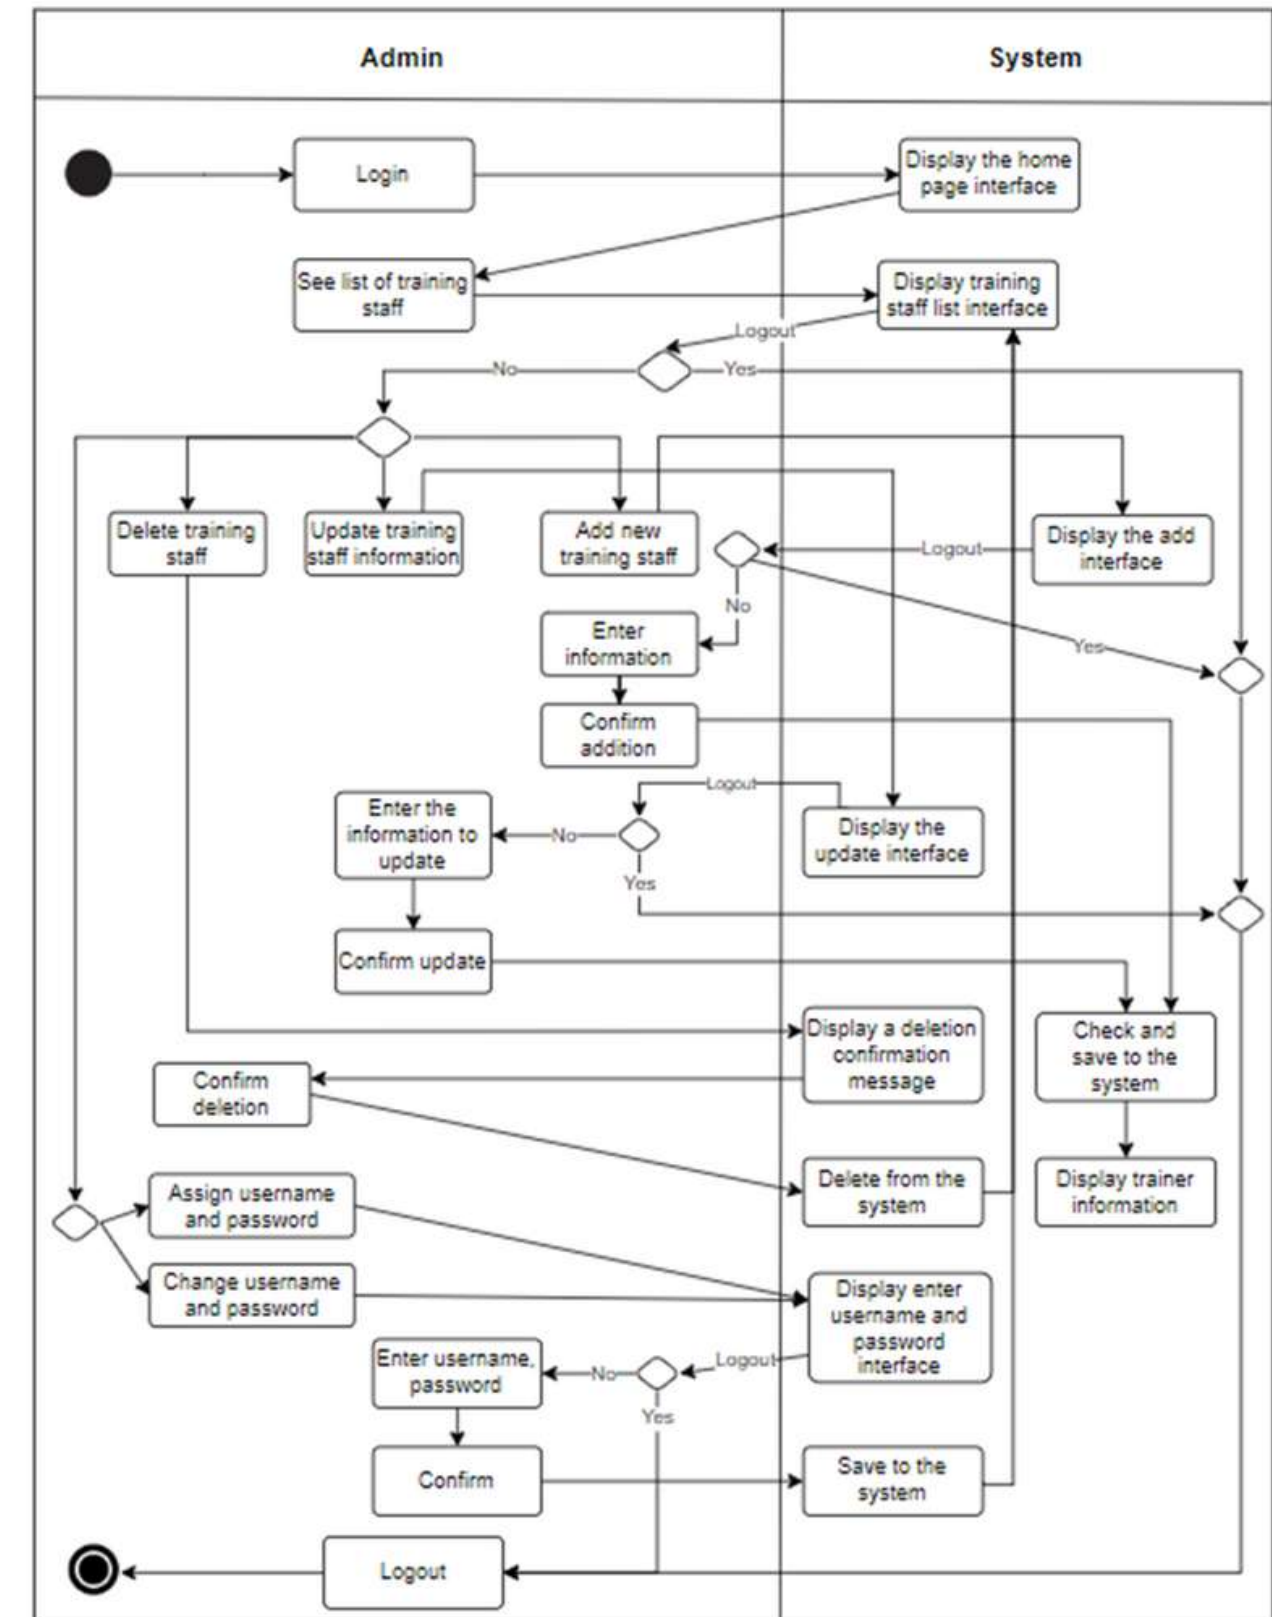 Admin
System
Login
Display the home
page interface
See list of training
staff
Display training
staff list interface
Logout
No
Yes
Delete training
staff
Update training
staff information
Add new
training staff
Logout
Display the add
interface
No
Enter
information
Yes
Confirm
addition
Logout
Enter the
information to
update
No
Display the
update interface
Yes
Confirm update
Display a deletion
confirmation
message
Check and
save to the
system
Confirm
deletion
Assign username
and password
Delete from the
system
Display trainer
information
Change username
and password
Display enter
username and
password
interface
Enter username,
password
No
Logout
Yes
Confirm
Save to the
system
Logout